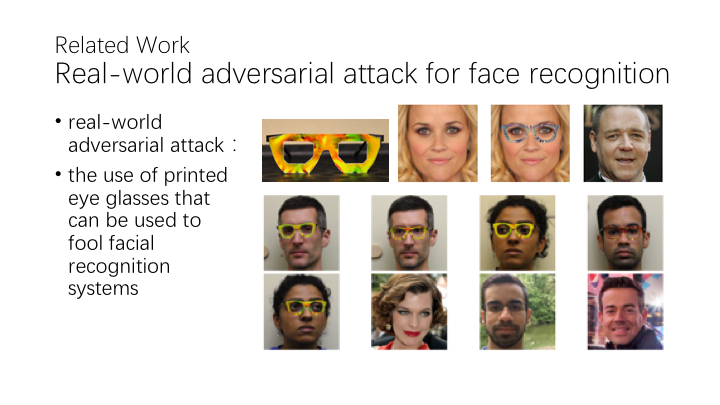 Related Work
Real-world adversarial attack for face recognition
• real-world
adversarial attack：
• the use of printed
eye glasses that
can be used to
fool facial
recognition
systems